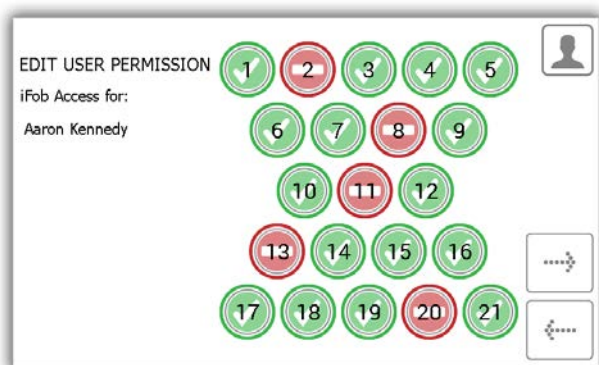 EDIT USER PERMISSION
iFob Access for:
Aaron Kennedy
1 2 3 4 5
6 7 8 9
10 11 12
13 14 15 16
17 18 19 20 21